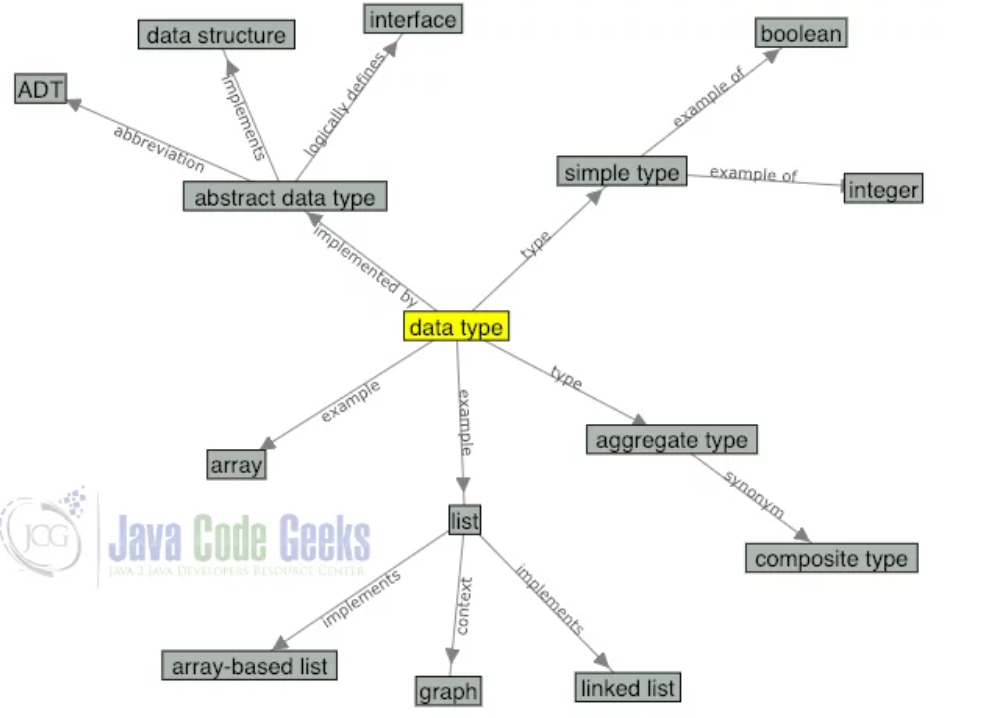 interface
data structure
boolean
ADT
implements
logically defines
example of
abbreviation
simple type
example of
integer
abstract data type
implemented by
type
data type
example
example
type
array
aggregate type
synonym
list
JCG
Java Code Geeks
JAVA 2 JAVA DEVELOPERS RESOURCE CENTER
composite type
implements
context
implements
array-based list
graph
linked list